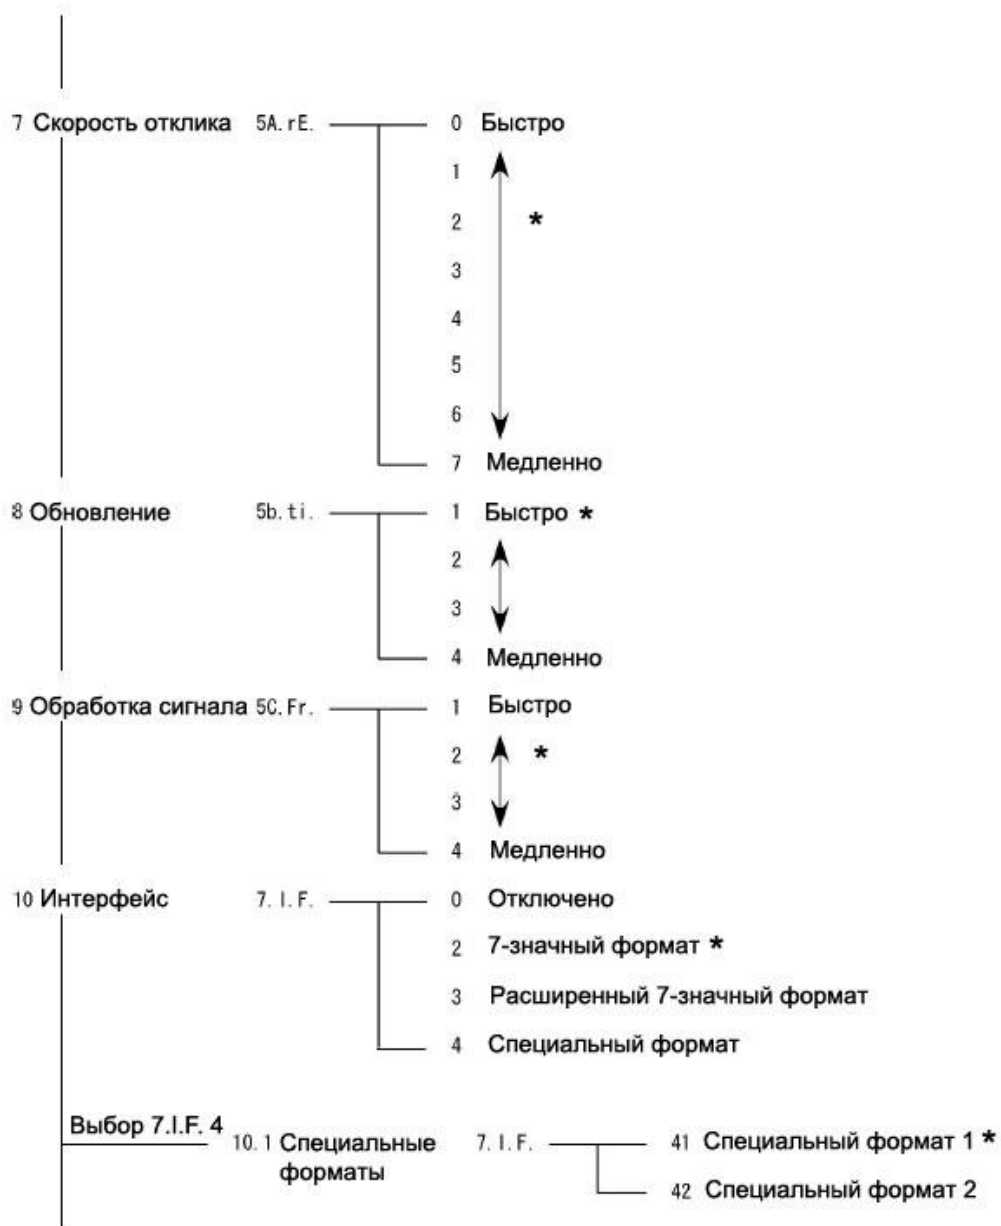 7 Скорость отклика 5A.rE. 0 Быстро
1
2 *
3
4
5
6
7 Медленно
8 Обновление 5b.ti. 1 Быстро *
2
3
4 Медленно
9 Обработка сигнала 5C.Fr. 1 Быстро
2 *
3
4 Медленно
10 Интерфейс 7.I.F. 0 Отключено
2 7-значный формат *
3 Расширенный 7-значный формат
4 Специальный формат
Выбор 7.I.F. 4
10.1 Специальные 7.I.F. 41 Специальный формат 1 *
форматы
42 Специальный формат 2